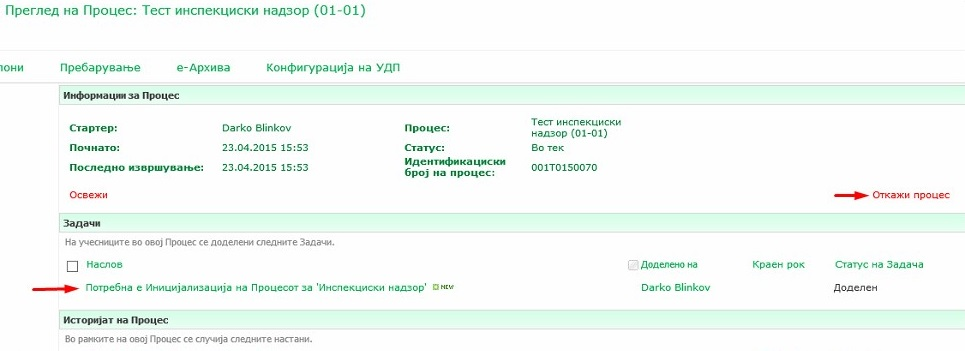 Преглед на Процес: Тест инспекциски надзор (01-01)
лони Пребарување е-Архива Конфигурација на УДП
Информации за Процес
Стартер: Darko Blinkov Процес: Тест инспекциски надзор (01-01)
Почнато: 23.04.2015 15:53 Статус: Во тек
Последно извршување: 23.04.2015 15:53 Идентификациски број на процес: 001T0150070
Освежи Откажи процес
Задачи
На учесниците во овој Процес се доделени следните Задачи.
Наслов Доделено на Краен рок Статус на Задача
Потребна е Иницијализација на Процесот за 'Инспекциски надзор' NEW Darko Blinkov Доделен
Историјат на Процес
Во рамките на овој Процес се случија следните настани.